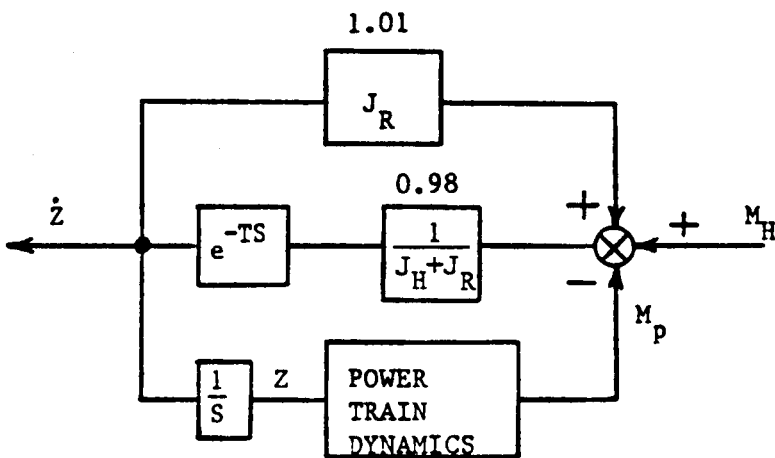 1.01
J_R
0.98
Ż
e^{-TS}
1
J_H+J_R
+
+
M_H
−
M_p
1
S
Z
POWER
TRAIN
DYNAMICS